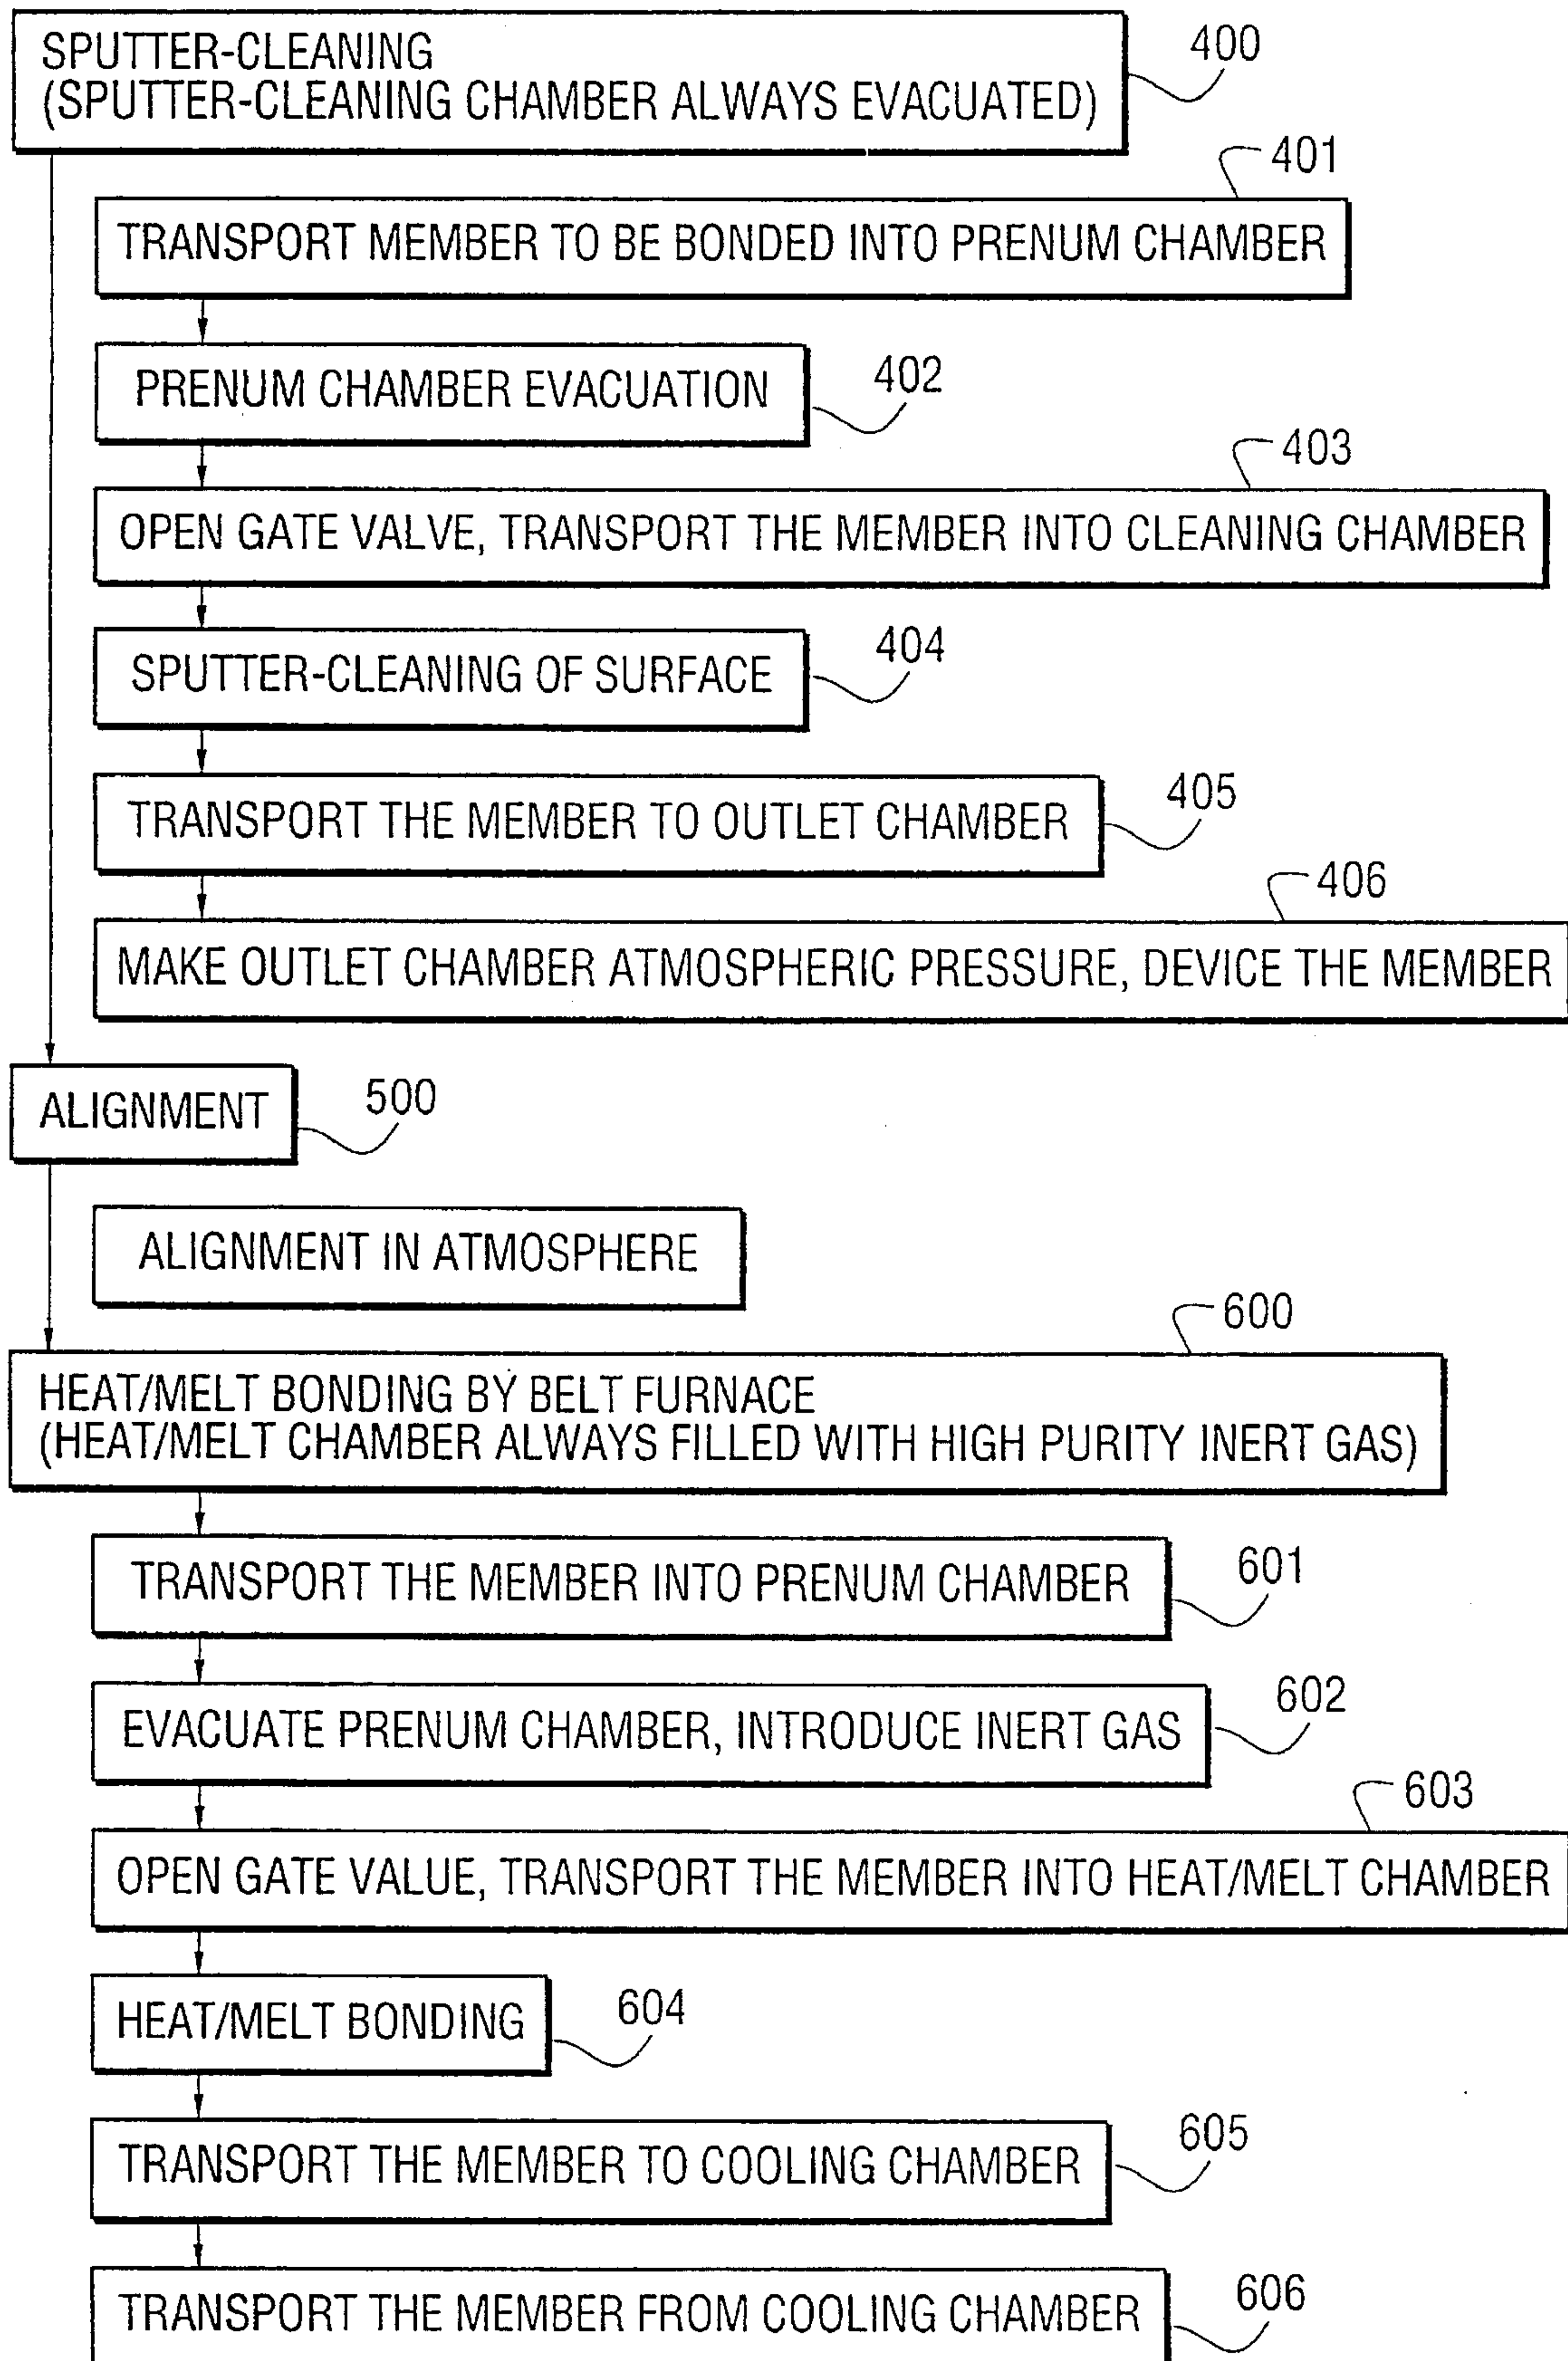 SPUTTER-CLEANING
(SPUTTER-CLEANING CHAMBER ALWAYS EVACUATED)
400
401
TRANSPORT MEMBER TO BE BONDED INTO PRENUM CHAMBER
PRENUM CHAMBER EVACUATION
402
403
OPEN GATE VALVE, TRANSPORT THE MEMBER INTO CLEANING CHAMBER
SPUTTER-CLEANING OF SURFACE
404
TRANSPORT THE MEMBER TO OUTLET CHAMBER
405
406
MAKE OUTLET CHAMBER ATMOSPHERIC PRESSURE, DEVICE THE MEMBER
ALIGNMENT
500
ALIGNMENT IN ATMOSPHERE
600
HEAT/MELT BONDING BY BELT FURNACE
(HEAT/MELT CHAMBER ALWAYS FILLED WITH HIGH PURITY INERT GAS)
TRANSPORT THE MEMBER INTO PRENUM CHAMBER
601
EVACUATE PRENUM CHAMBER, INTRODUCE INERT GAS
602
603
OPEN GATE VALUE, TRANSPORT THE MEMBER INTO HEAT/MELT CHAMBER
HEAT/MELT BONDING
604
TRANSPORT THE MEMBER TO COOLING CHAMBER
605
TRANSPORT THE MEMBER FROM COOLING CHAMBER
606